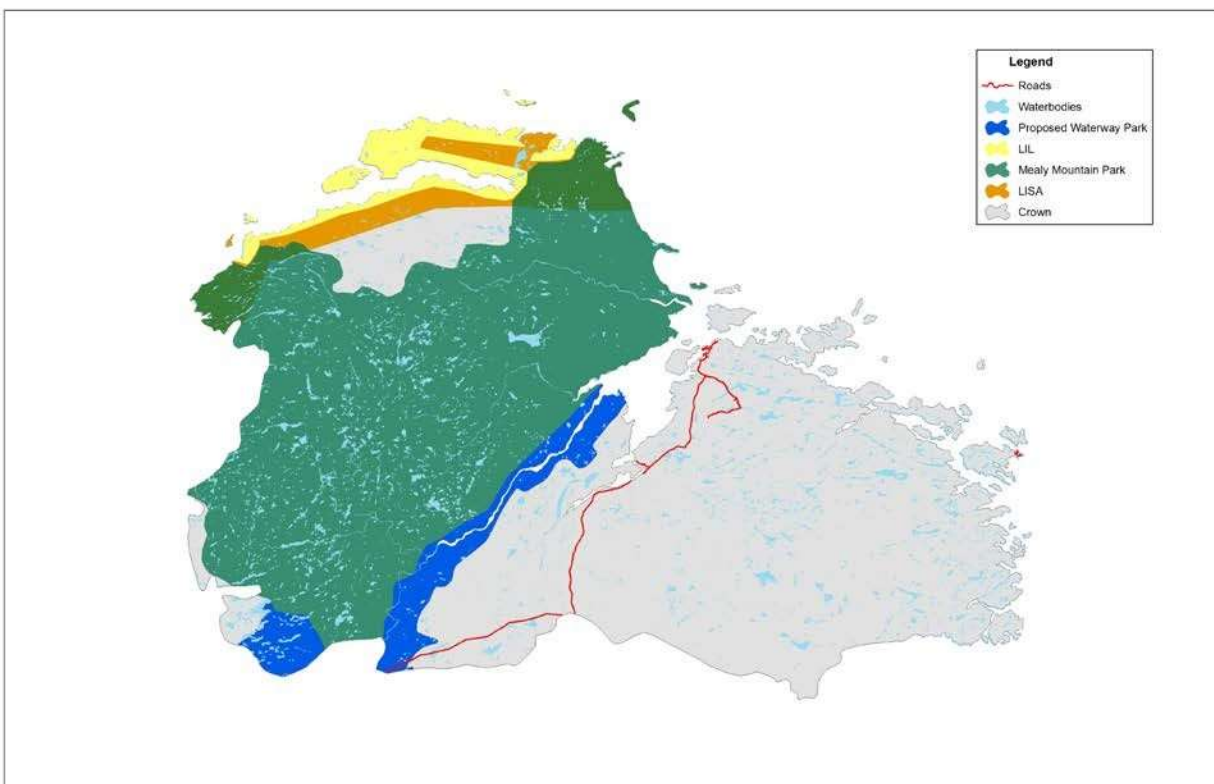 Legend
Roads
Waterbodies
Proposed Waterway Park
LIL
Mealy Mountain Park
LISA
Crown